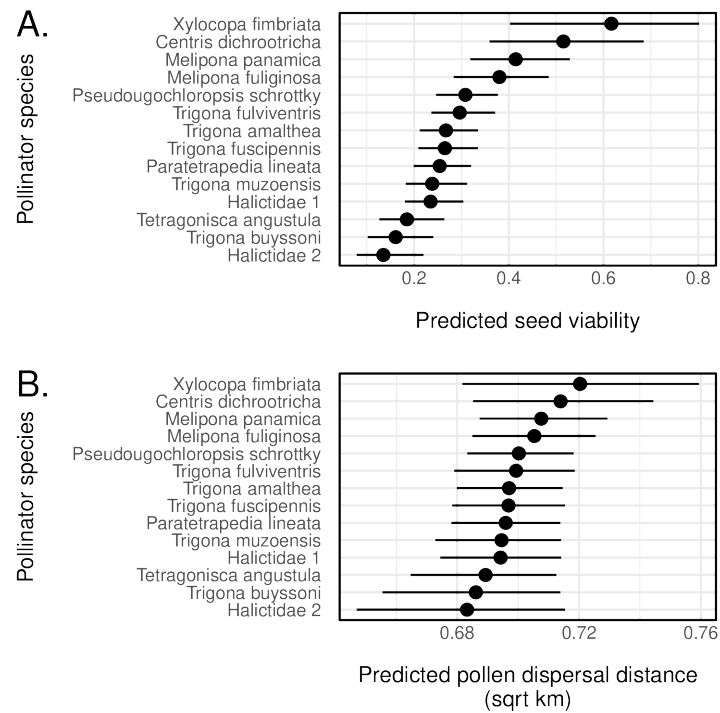 A.
Pollinator species
Xylocopa fimbriata
Centris dichrootricha
Melipona panamica
Melipona fuliginosa
Pseudougochloropsis schrottky
Trigona fulviventris
Trigona amalthea
Trigona fuscipennis
Paratetrapedia lineata
Trigona muzoensis
Halictidae 1
Tetragonisca angustula
Trigona buyssoni
Halictidae 2
0.2 0.4 0.6 0.8
Predicted seed viability
B.
Pollinator species
Xylocopa fimbriata
Centris dichrootricha
Melipona panamica
Melipona fuliginosa
Pseudougochloropsis schrottky
Trigona fulviventris
Trigona amalthea
Trigona fuscipennis
Paratetrapedia lineata
Trigona muzoensis
Halictidae 1
Tetragonisca angustula
Trigona buyssoni
Halictidae 2
0.68 0.72 0.76
Predicted pollen dispersal distance
(sqrt km)